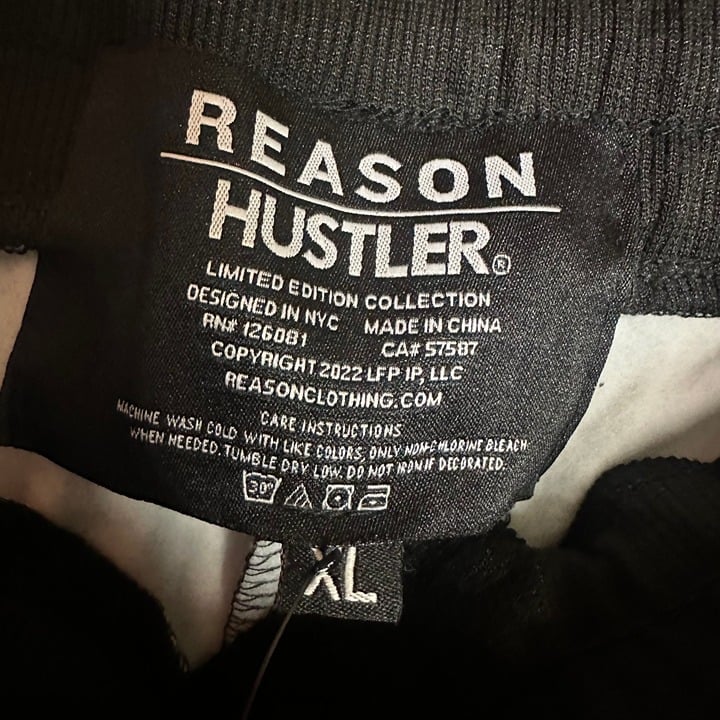 REASON
HUSTLER®
LIMITED EDITION COLLECTION
DESIGNED IN NYC MADE IN CHINA
RN# 126081 CA# 57587
COPYRIGHT 2022 LFP IP, LLC
REASONCLOTHING.COM
CARE INSTRUCTIONS
MACHINE WASH COLD WITH LIKE COLORS, ONLY NON-CHLORINE BLEACH
WHEN NEEDED. TUMBLE DRY LOW. DO NOT IRON IF DECORATED.
30°
XL